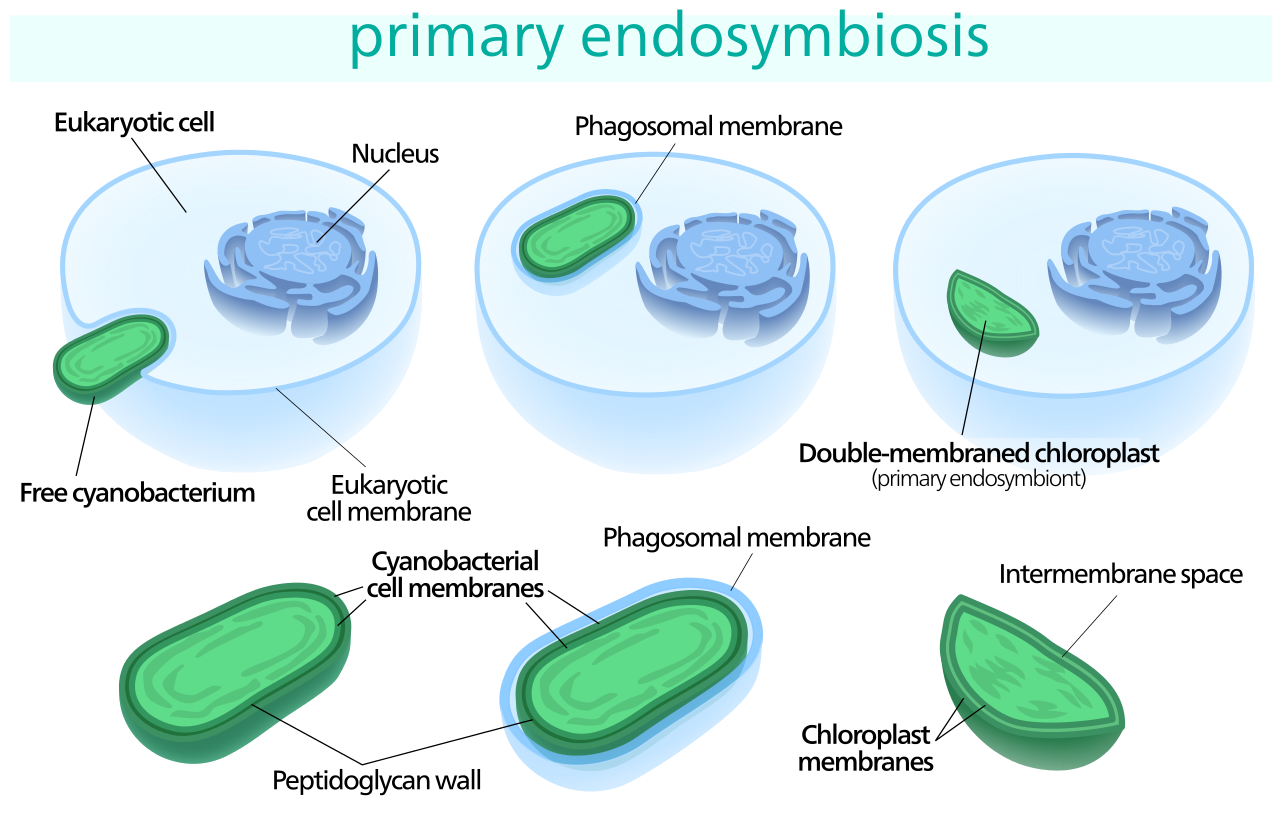 primary endosymbiosis
Eukaryotic cell
Nucleus
Phagosomal membrane
Free cyanobacterium
Eukaryotic
cell membrane
Double-membraned chloroplast
(primary endosymbiont)
Cyanobacterial
cell membranes
Phagosomal membrane
Intermembrane space
Peptidoglycan wall
Chloroplast
membranes